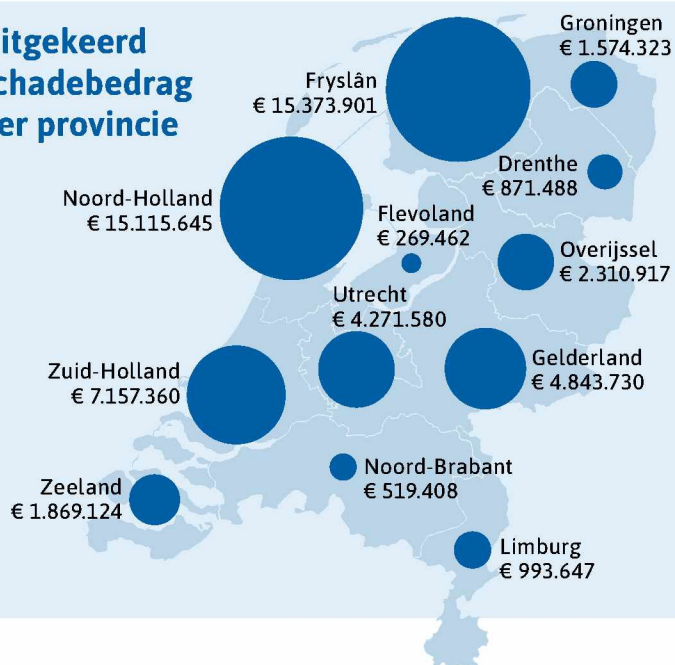 itgekeerd
chadebedrag
er provincie
Groningen
€ 1.574.323
Fryslân
€ 15.373.901
Drenthe
€ 871.488
Noord-Holland
€ 15.115.645
Flevoland
€ 269.462
Overijssel
€ 2.310.917
Utrecht
€ 4.271.580
Zuid-Holland
€ 7.157.360
Gelderland
€ 4.843.730
Noord-Brabant
€ 519.408
Zeeland
€ 1.869.124
Limburg
€ 993.647